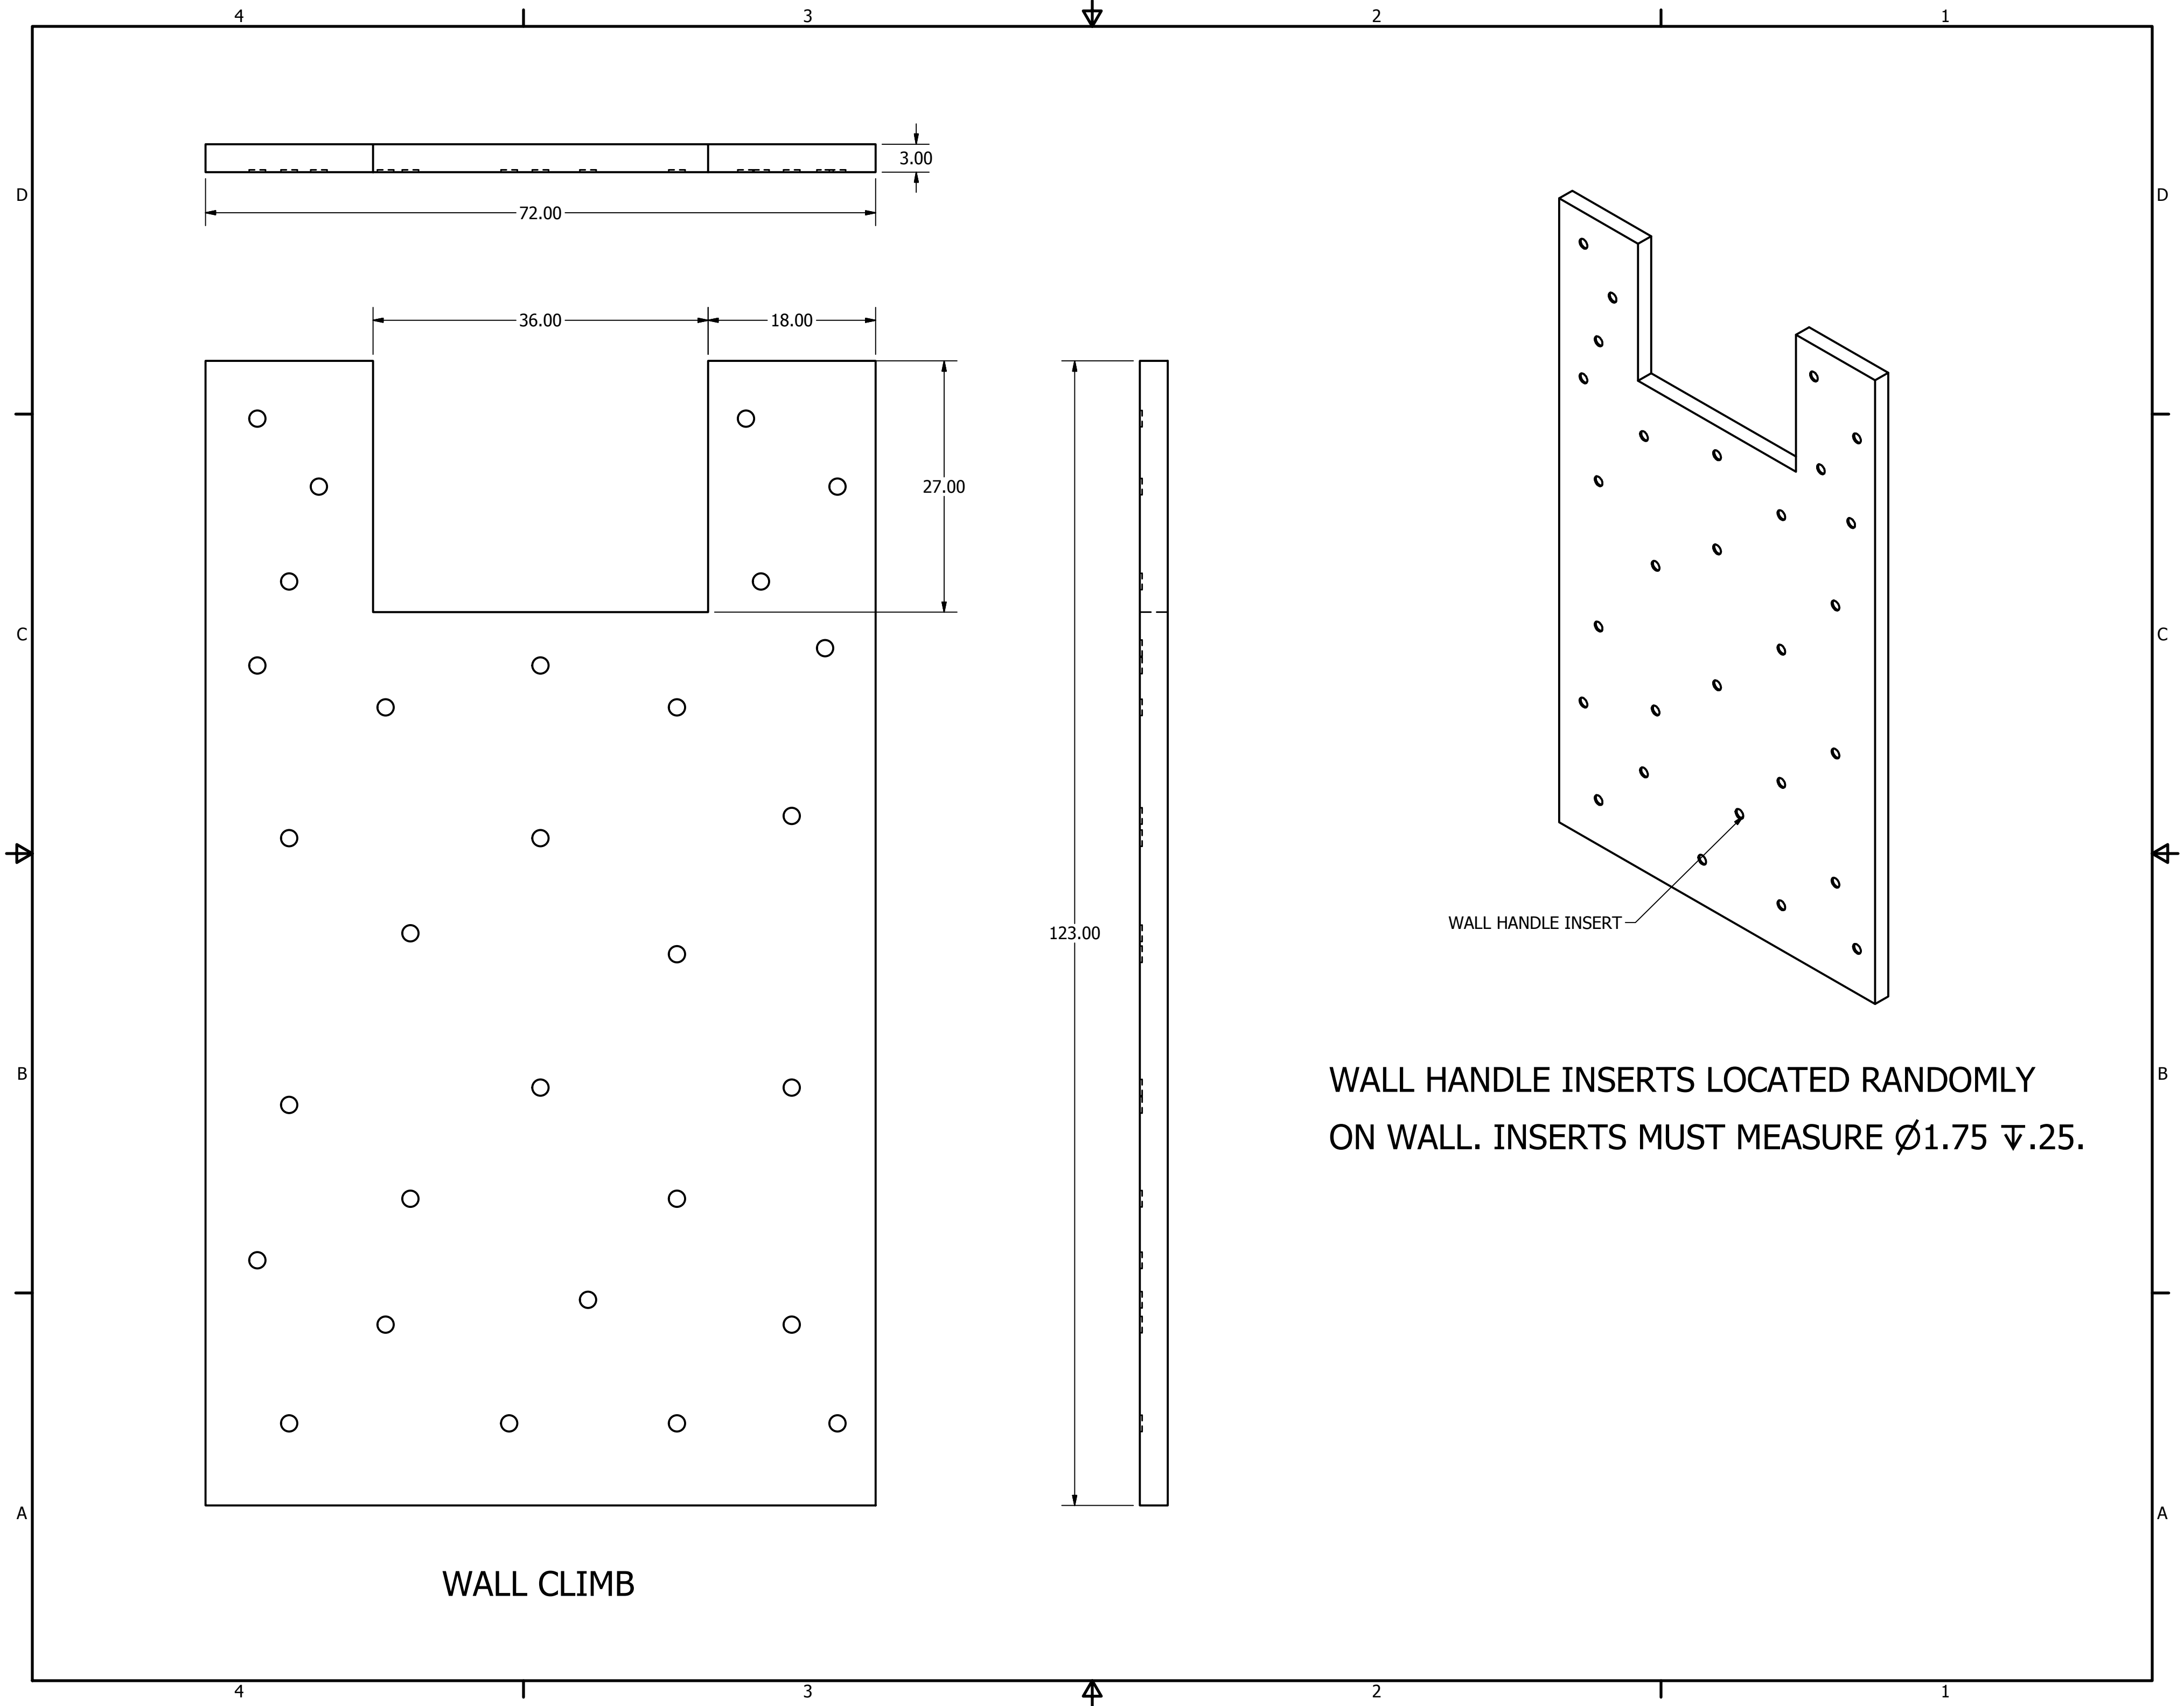 4 3 2 1
3.00
D D
72.00
36.00 18.00
27.00
C C
123.00
WALL HANDLE INSERT
B B
WALL HANDLE INSERTS LOCATED RANDOMLY
ON WALL. INSERTS MUST MEASURE ⌀1.75 ↧.25.
A A
WALL CLIMB
4 3 2 1